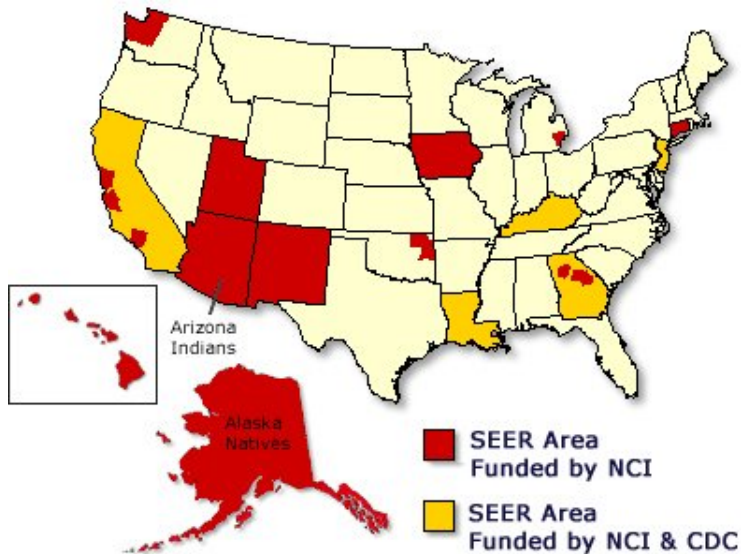 Arizona
Indians
Alaska
Natives
SEER Area
Funded by NCI
SEER Area
Funded by NCI & CDC